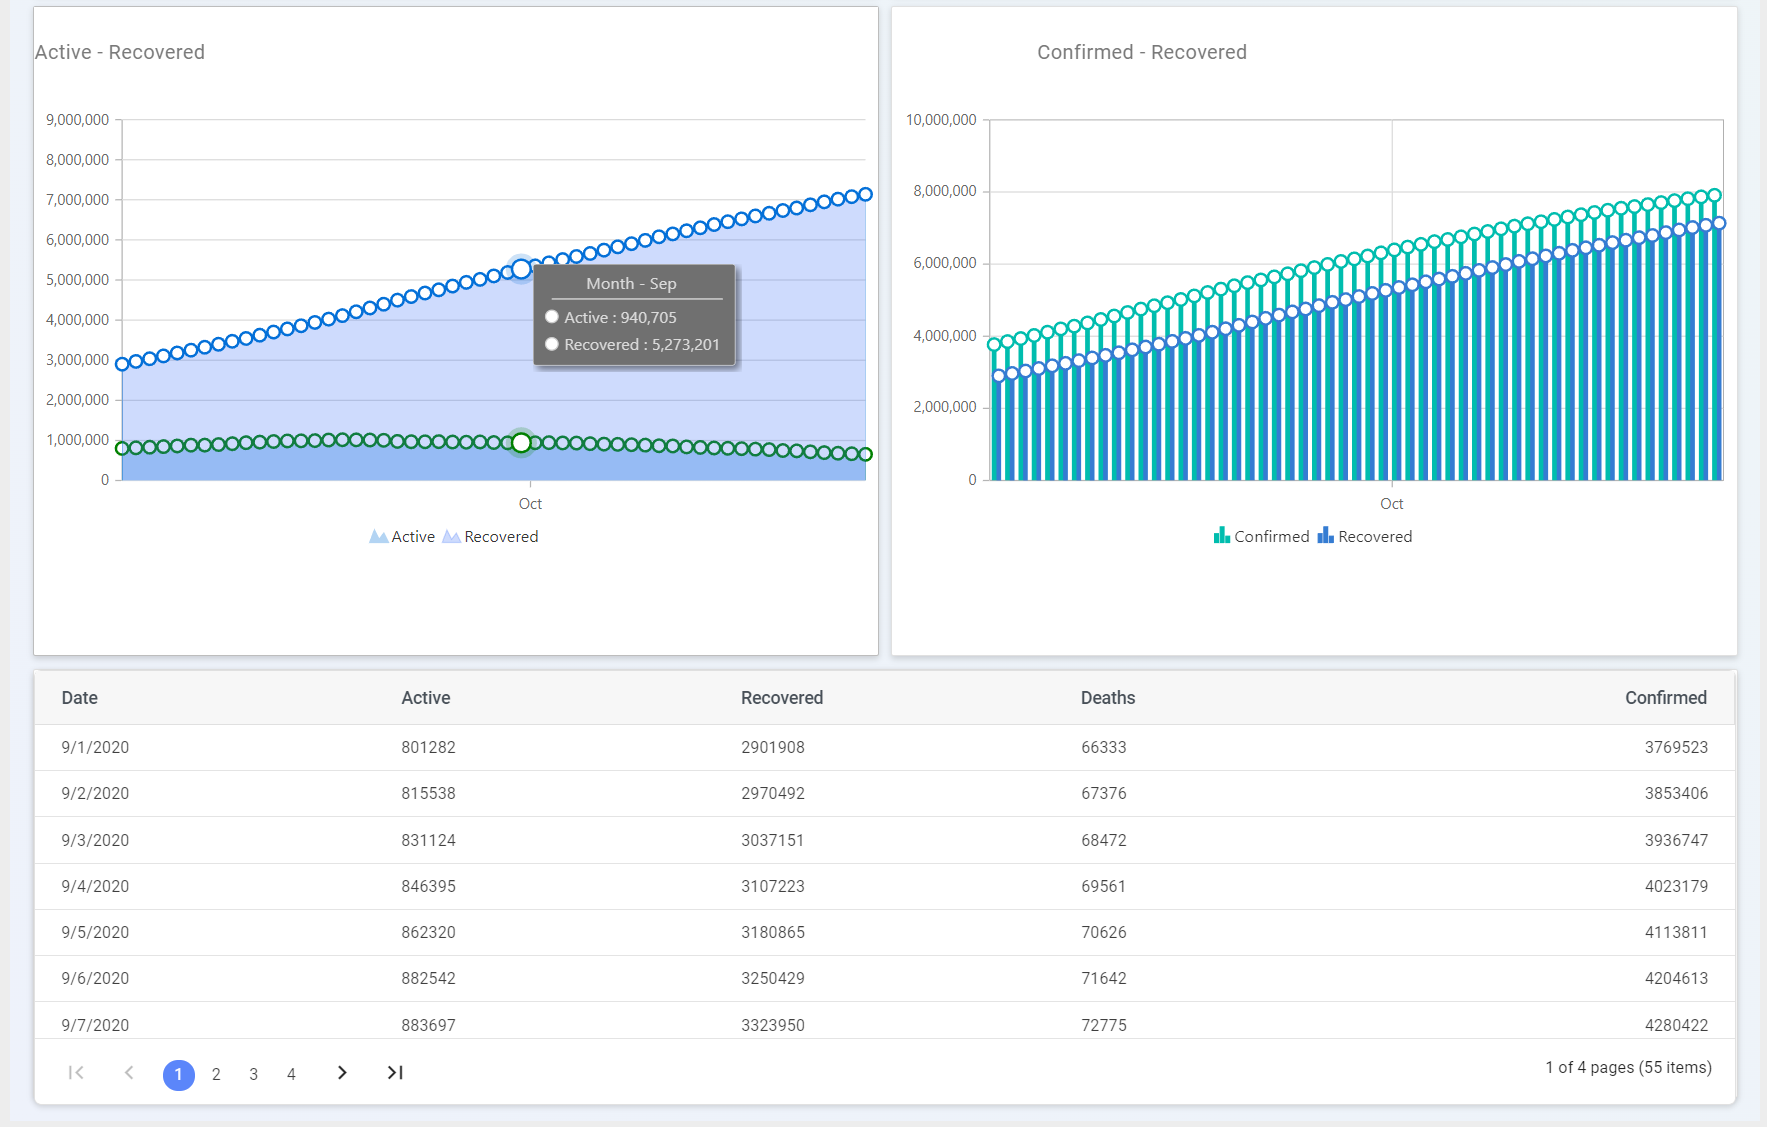 Active - Recovered
9,000,000
8,000,000
7,000,000
6,000,000
5,000,000
4,000,000
3,000,000
2,000,000
1,000,000
0
Month - Sep
Active : 940,705
Recovered : 5,273,201
Oct
Active Recovered
Confirmed - Recovered
10,000,000
8,000,000
6,000,000
4,000,000
2,000,000
0
Oct
Confirmed Recovered
Date Active Recovered Deaths Confirmed
9/1/2020 801282 2901908 66333 3769523
9/2/2020 815538 2970492 67376 3853406
9/3/2020 831124 3037151 68472 3936747
9/4/2020 846395 3107223 69561 4023179
9/5/2020 862320 3180865 70626 4113811
9/6/2020 882542 3250429 71642 4204613
9/7/2020 883697 3323950 72775 4280422
1 2 3 4
1 of 4 pages (55 items)